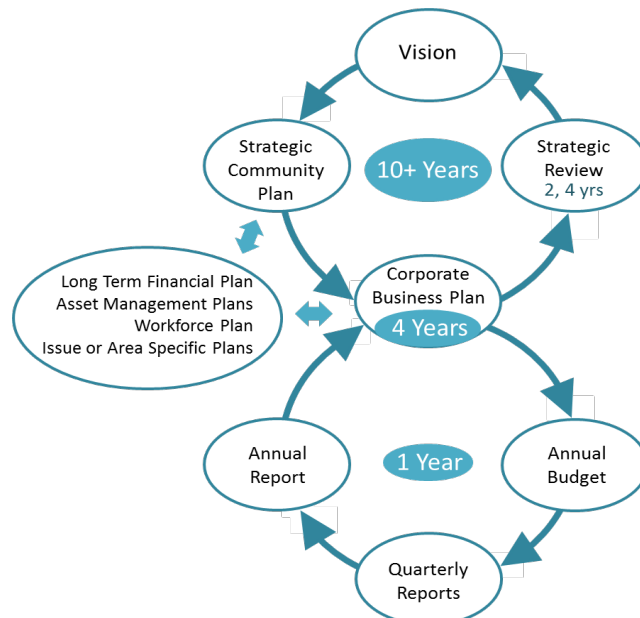 Vision
Strategic
Community
Plan
10+ Years
Strategic
Review
2, 4 yrs
Long Term Financial Plan
Asset Management Plans
Workforce Plan
Issue or Area Specific Plans
Corporate
Business Plan
4 Years
Annual
Report
1 Year
Annual
Budget
Quarterly
Reports